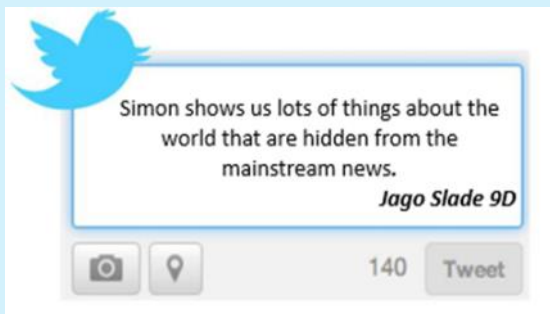 Simon shows us lots of things about the
world that are hidden from the
mainstream news.
Jago Slade 9D
140 Tweet